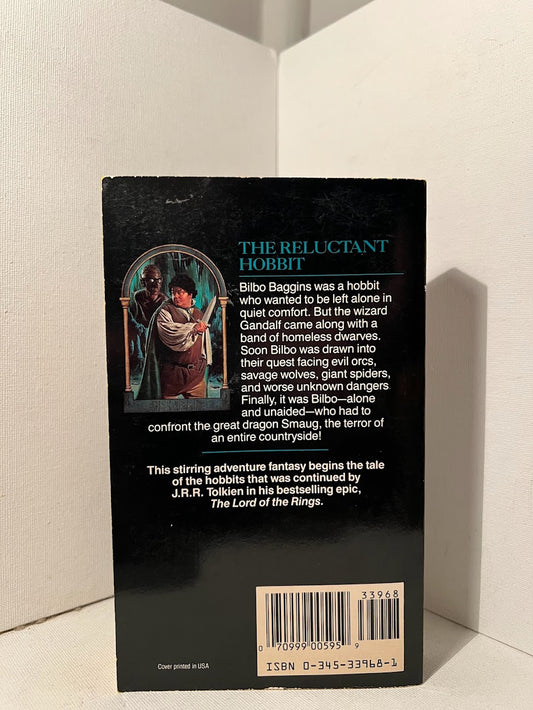 THE RELUCTANT
HOBBIT
Bilbo Baggins was a hobbit
who wanted to be left alone in
quiet comfort. But the wizard
Gandalf came along with a
band of homeless dwarves.
Soon Bilbo was drawn into
their quest facing evil orcs,
savage wolves, giant spiders,
and worse unknown dangers.
Finally, it was Bilbo—alone
and unaided—who had to
confront the great dragon Smaug, the terror of
an entire countryside!
This stirring adventure fantasy begins the tale
of the hobbits that was continued by
J.R.R. Tolkien in his bestselling epic,
The Lord of the Rings.
33968
0 70999 00595 9
ISBN 0-345-33968-1
Cover printed in USA